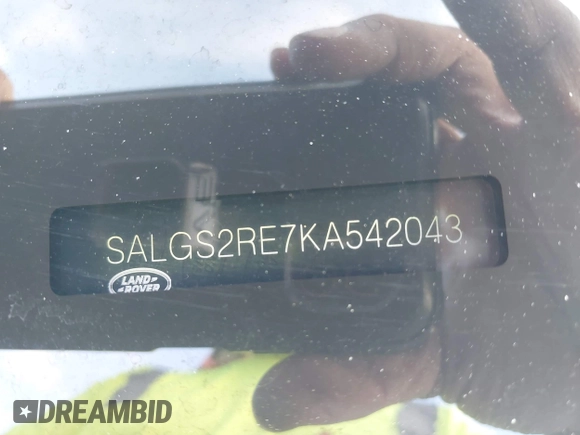 SALGS2RE7KA542043
LAND
ROVER
DREAMBID